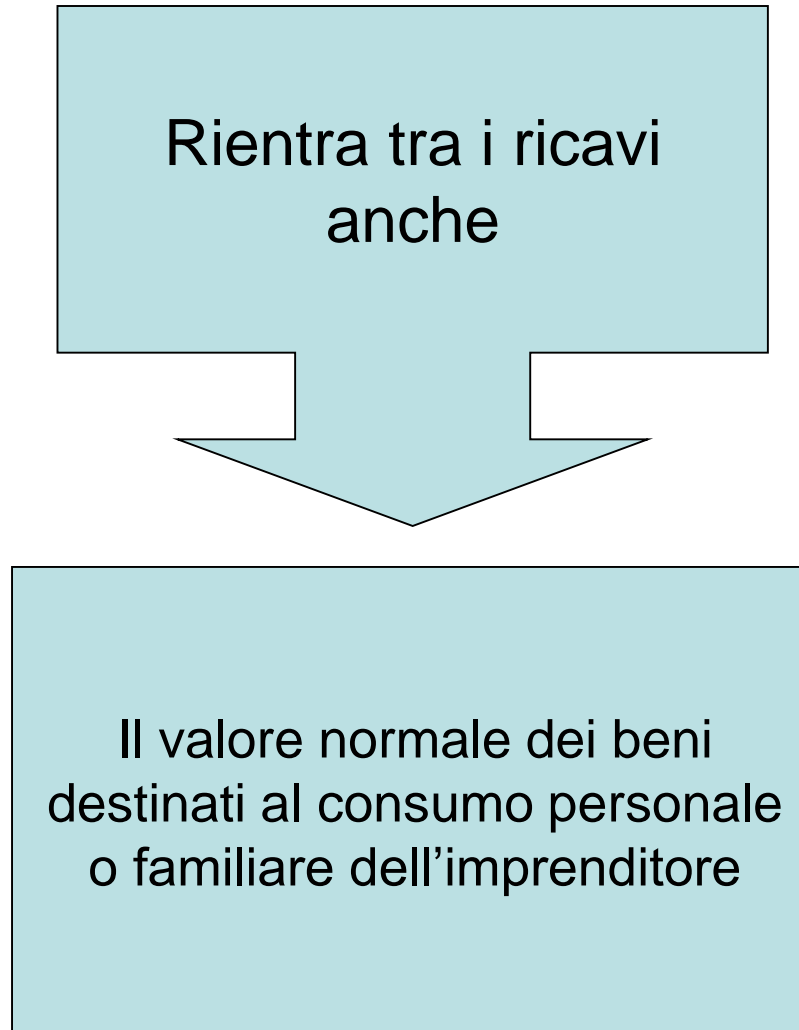 Rientra tra i ricavi
anche
Il valore normale dei beni
destinati al consumo personale
o familiare dell’imprenditore